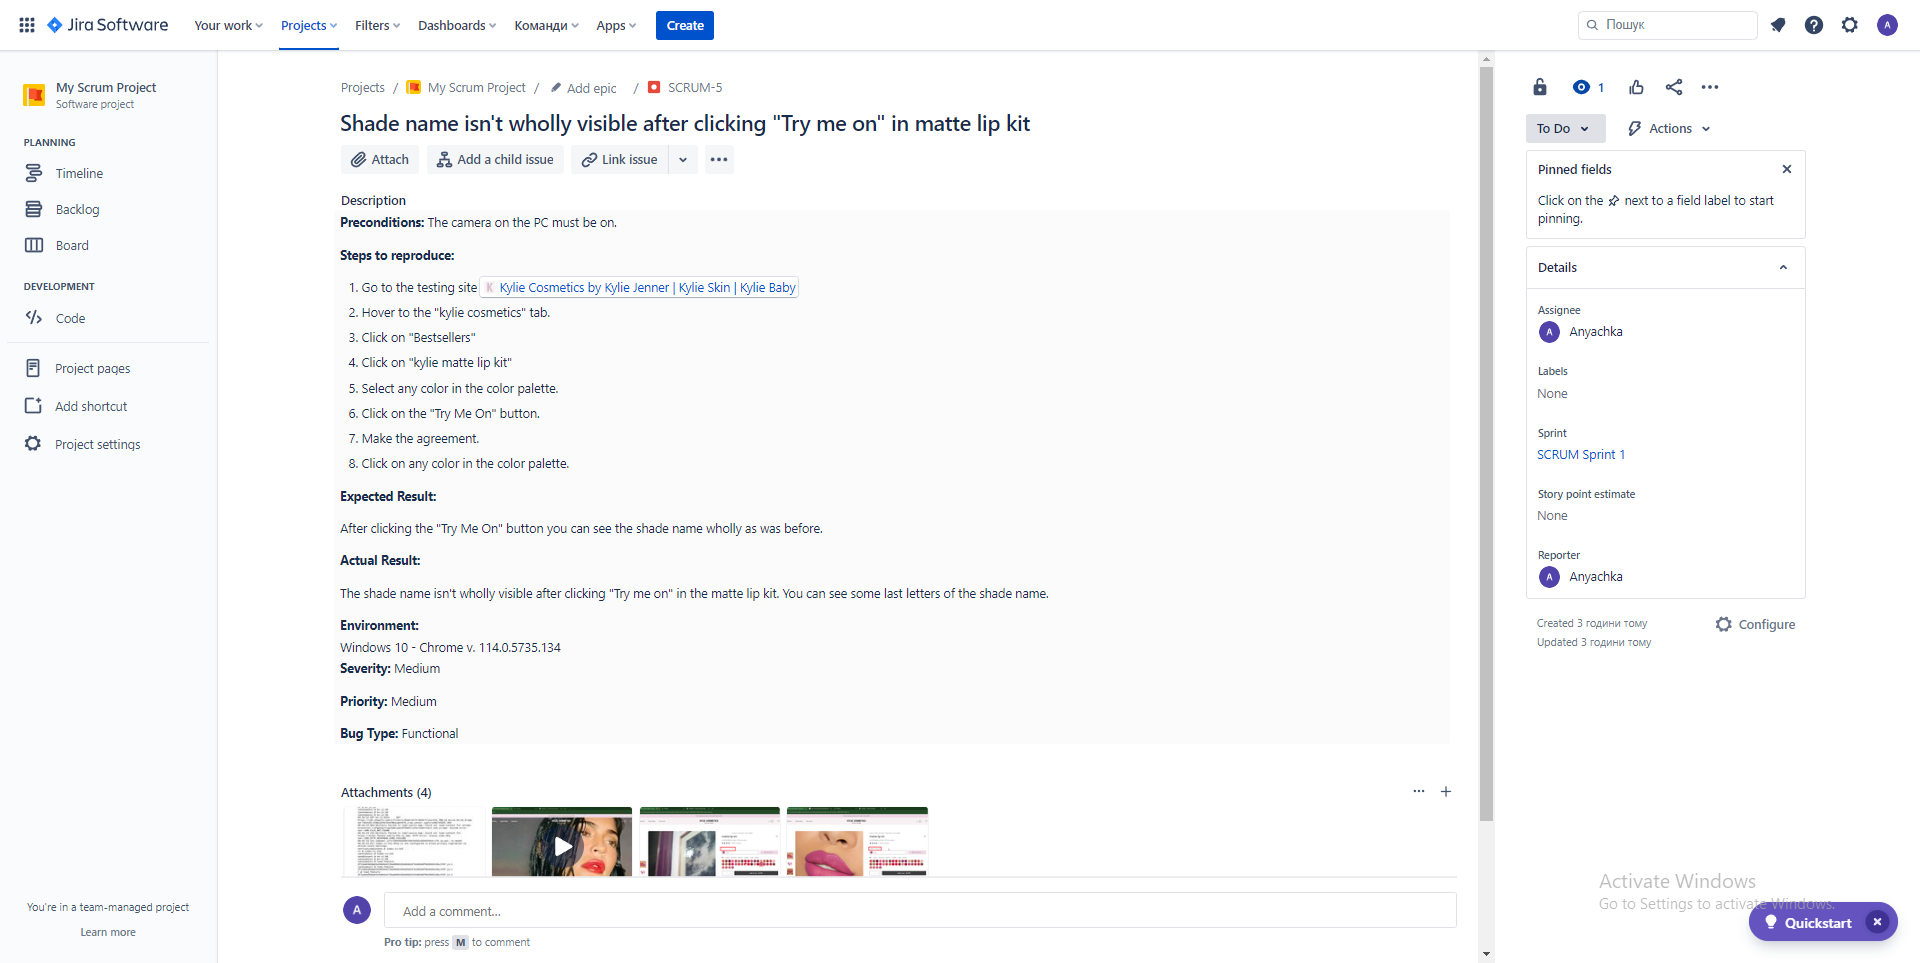 Jira Software
Your work
Projects
Filters
Dashboards
Команди
Apps
Create
Пошук
A
My Scrum Project
Software project
PLANNING
Timeline
Backlog
Board
DEVELOPMENT
Code
Project pages
Add shortcut
Project settings
You're in a team-managed project
Learn more
Projects / My Scrum Project / Add epic / SCRUM-5
Shade name isn't wholly visible after clicking "Try me on" in matte lip kit
Attach
Add a child issue
Link issue
Description
Preconditions: The camera on the PC must be on.
Steps to reproduce:
1. Go to the testing site K Kylie Cosmetics by Kylie Jenner | Kylie Skin | Kylie Baby
2. Hover to the "kylie cosmetics" tab.
3. Click on "Bestsellers"
4. Click on "kylie matte lip kit"
5. Select any color in the color palette.
6. Click on the "Try Me On" button.
7. Make the agreement.
8. Click on any color in the color palette.
Expected Result:
After clicking the "Try Me On" button you can see the shade name wholly as was before.
Actual Result:
The shade name isn't wholly visible after clicking "Try me on" in the matte lip kit. You can see some last letters of the shade name.
Environment:
Windows 10 - Chrome v. 114.0.5735.134
Severity: Medium
Priority: Medium
Bug Type: Functional
Attachments (4)
A
Add a comment...
Pro tip: press M to comment
1
To Do
Actions
Pinned fields
Click on the next to a field label to start
pinning.
Details
Assignee
A Anyachka
Labels
None
Sprint
SCRUM Sprint 1
Story point estimate
None
Reporter
A Anyachka
Created 3 години тому
Updated 3 години тому
Configure
Activate Windows
Go to Settings to activate Windows.
Quickstart